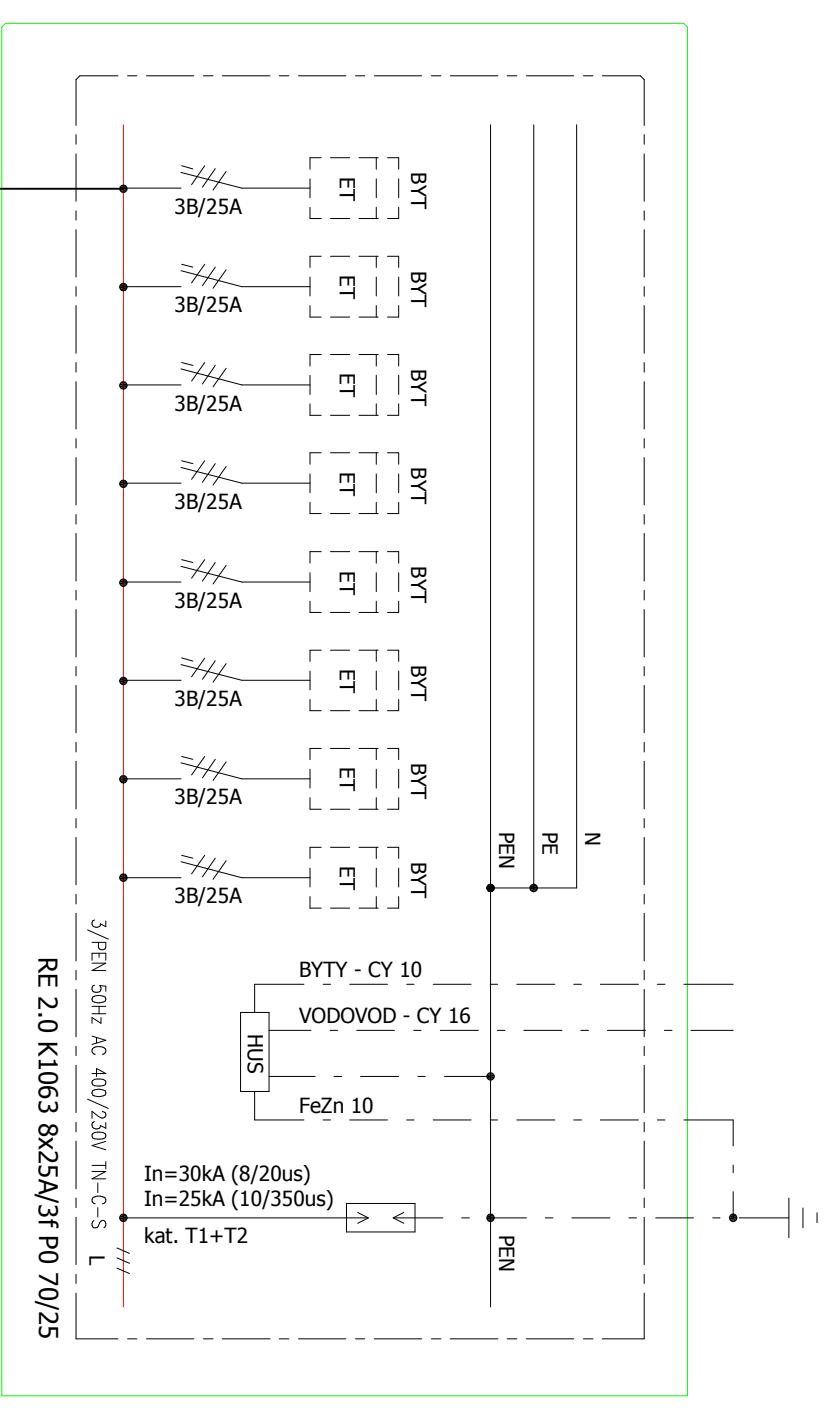 3B/25A
ET
BYT
3B/25A
ET
BYT
3B/25A
ET
BYT
3B/25A
ET
BYT
3B/25A
ET
BYT
3B/25A
ET
BYT
3B/25A
ET
BYT
3B/25A
ET
BYT
PEN
PE
N
BYTY - CY 10
VODOVOD - CY 16
HUS
FeZn 10
In=30kA (8/20us)
In=25kA (10/350us)
kat. T1+T2
PEN
3/PEN 50Hz AC 400/230V TN-C-S
L
RE 2.0 K1063 8x25A/3f P0 70/25